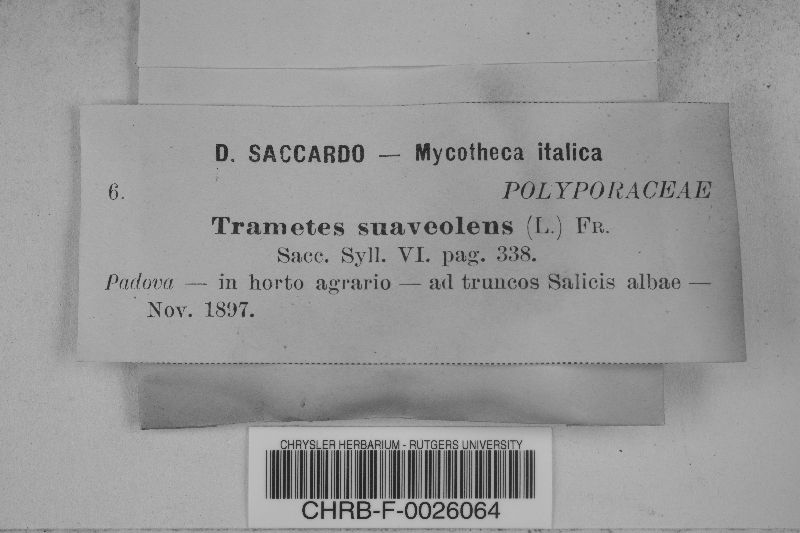 D. SACCARDO — Mycotheca italica
6. POLYPORACEAE
Trametes suaveolens (L.) FR.
Sacc. Syll. VI. pag. 338.
Padova — in horto agrario — ad truncos Salicis albae —
Nov. 1897.
CHRYSLER HERBARIUM - RUTGERS UNIVERSITY
CHRB-F-0026064